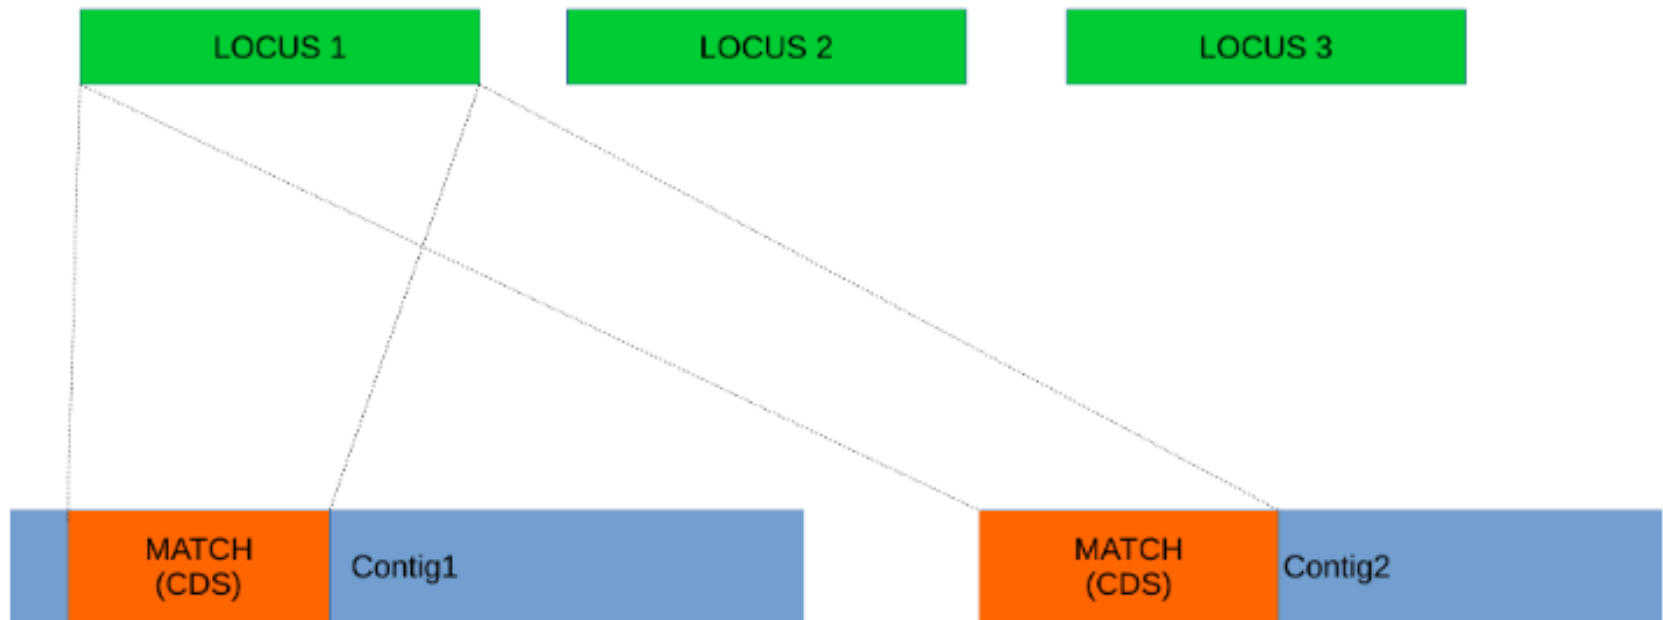 LOCUS 1
LOCUS 2
LOCUS 3
MATCH
(CDS)
Contig1
MATCH
(CDS)
Contig2